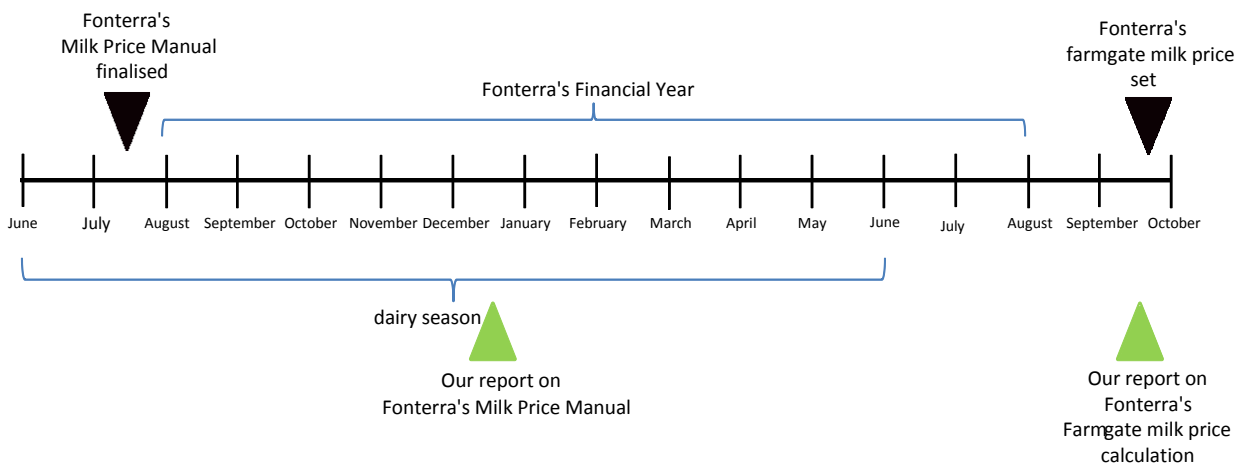 Fonterra's
Milk Price Manual
finalised
Fonterra's
farmgate milk price
set
Fonterra's Financial Year
June July August September October November December January February March April May June July August September October
dairy season
Our report on
Fonterra's Milk Price Manual
Our report on
Fonterra's
Farmgate milk price
calculation